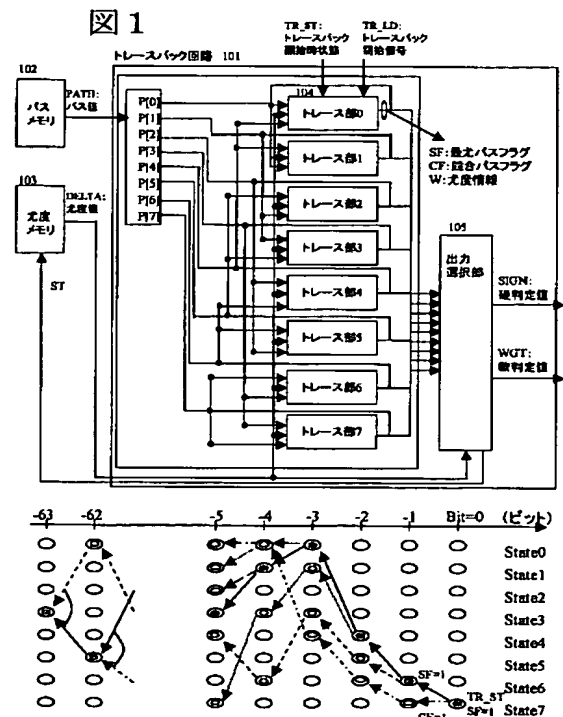 図1
TR_ST:
トレースバック
開始時状態
TR_LD:
トレースバック
開始信号
トレースバック回路 101
102
パス
メモリ
PATH:
パス値
P[0]
P[1]
P[2]
P[3]
P[4]
P[5]
P[6]
P[7]
104
トレース部0
トレース部1
トレース部2
トレース部3
トレース部4
トレース部5
トレース部6
トレース部7
SF:最尤パスフラグ
CF:競合パスフラグ
W:尤度情報
103
尤度
メモリ
DELTA:
尤度値
ST
105
出力
選択部
SIGN:
硬判定値
WGT:
軟判定値
-63 -62 -5 -4 -3 -2 -1 Bit=0 (ビット)
State0
State1
State2
State3
State4
State5
State6
State7
SF=1
TR_ST
SF=1
CF=1